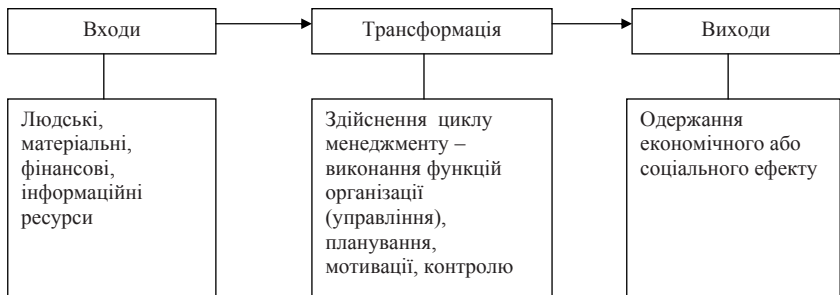 Входи
Трансформація
Виходи
Людські,
матеріальні,
фінансові,
інформаційні
ресурси
Здійснення циклу
менеджменту –
виконання функцій
організації
(управління),
планування,
мотивації, контролю
Одержання
економічного або
соціального ефекту